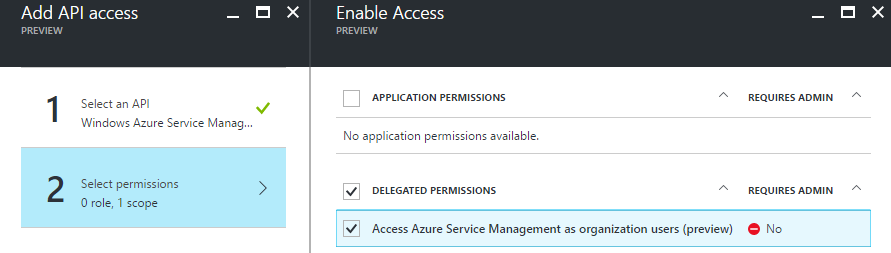 Add API access
PREVIEW
1
Select an API
Windows Azure Service Manag...
2
Select permissions
0 role, 1 scope
Enable Access
PREVIEW
APPLICATION PERMISSIONS REQUIRES ADMIN
No application permissions available.
DELEGATED PERMISSIONS REQUIRES ADMIN
Access Azure Service Management as organization users (preview) No